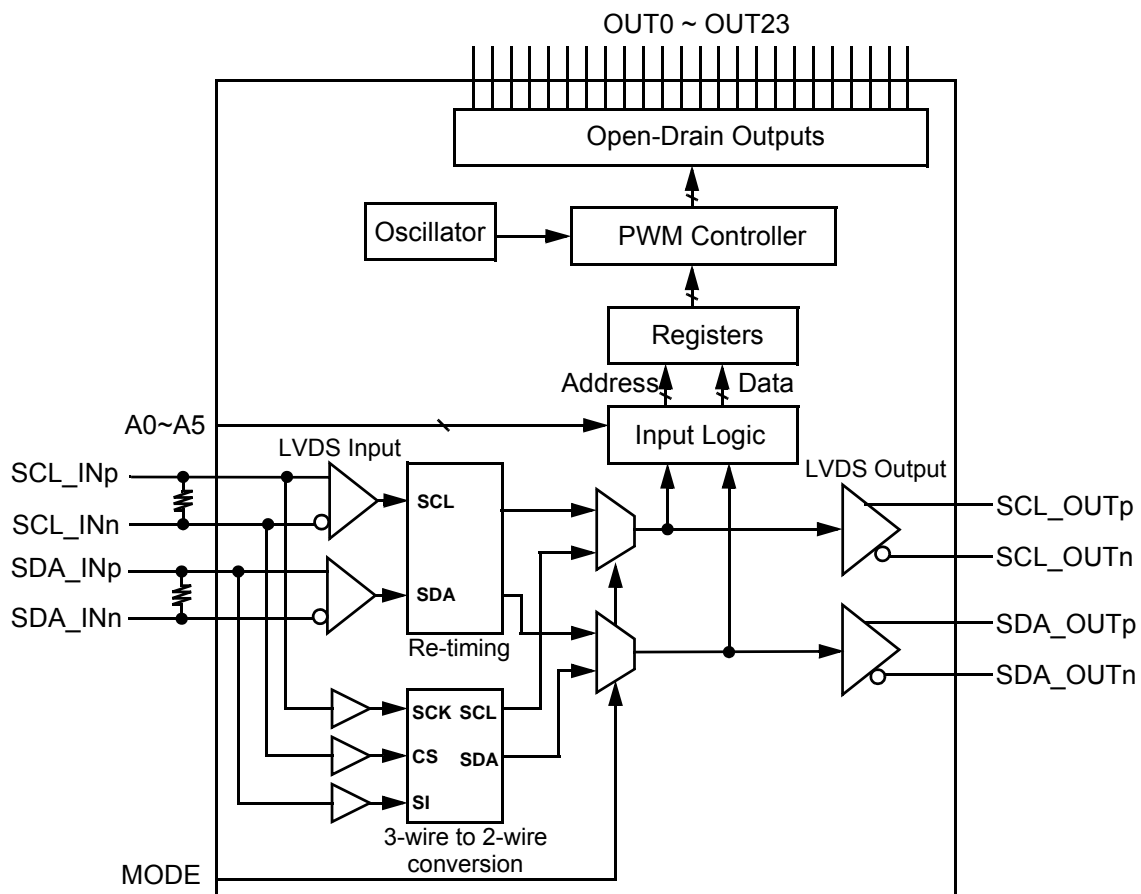 OUT0 ~ OUT23
Open-Drain Outputs
Oscillator
PWM Controller
Registers
Address
Data
A0~A5
Input Logic
LVDS Input
LVDS Output
SCL_INp
SCL_INn
SDA_INp
SDA_INn
SCL
SDA
Re-timing
SCL_OUTp
SCL_OUTn
SDA_OUTp
SDA_OUTn
SCK SCL
CS SDA
SI
3-wire to 2-wire
conversion
MODE